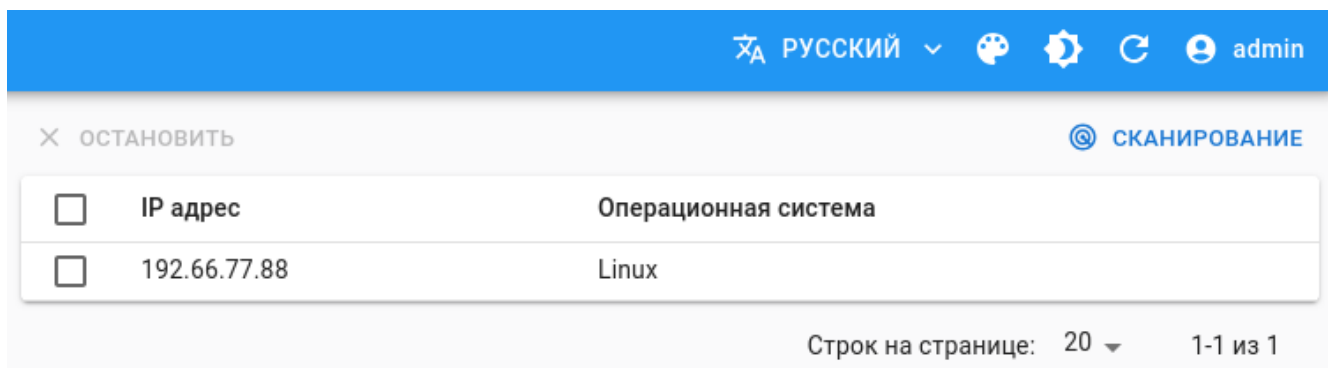 РУССКИЙ admin
ОСТАНОВИТЬ СКАНИРОВАНИЕ
IP адрес Операционная система
192.66.77.88 Linux
Строк на странице: 20 1-1 из 1